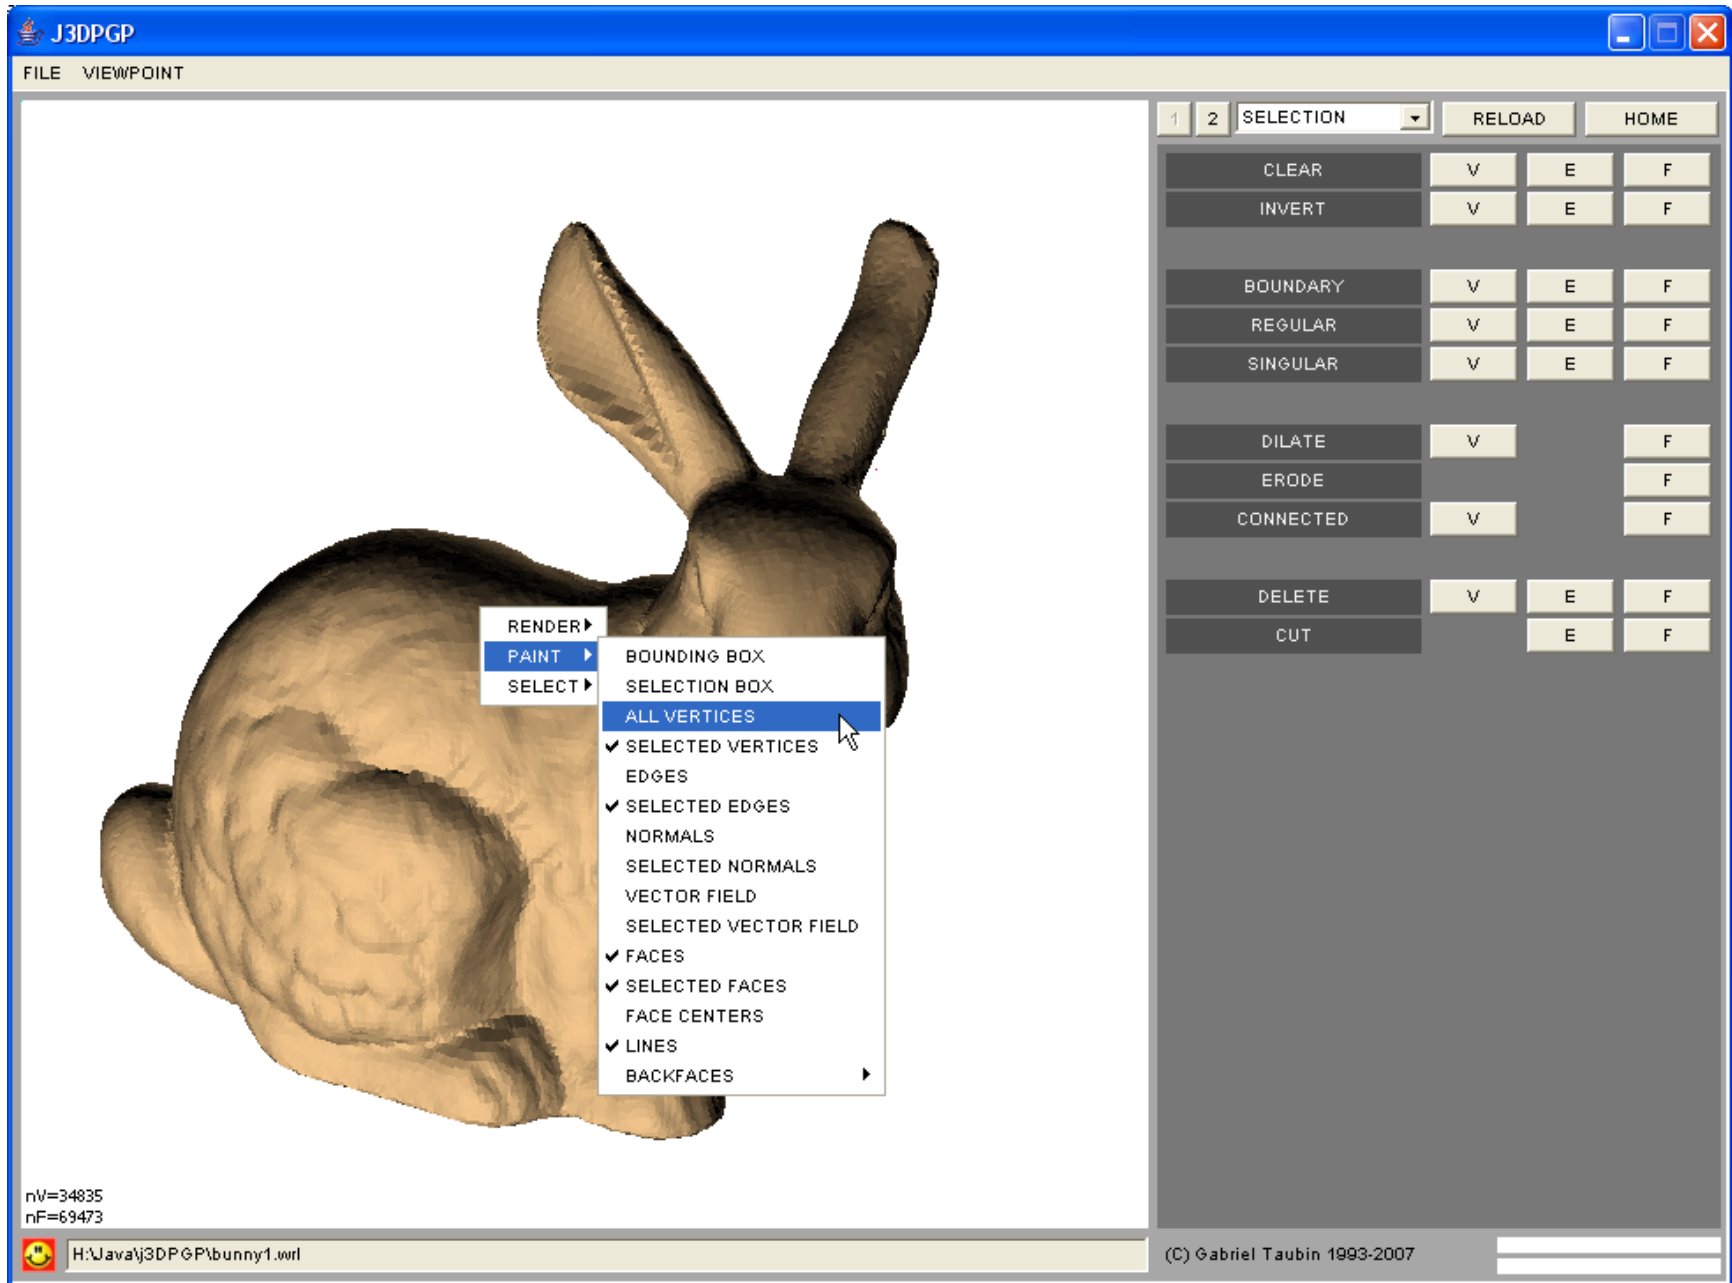 J3DPGP
FILE VIEWPOINT
1 2 SELECTION RELOAD HOME
CLEAR V E F
INVERT V E F
BOUNDARY V E F
REGULAR V E F
SINGULAR V E F
DILATE V F
ERODE F
CONNECTED V F
DELETE V E F
CUT E F
RENDER
PAINT
SELECT
BOUNDING BOX
SELECTION BOX
ALL VERTICES
SELECTED VERTICES
EDGES
SELECTED EDGES
NORMALS
SELECTED NORMALS
VECTOR FIELD
SELECTED VECTOR FIELD
FACES
SELECTED FACES
FACE CENTERS
LINES
BACKFACES
nV=34835
nF=69473
H:\Java\j3DPGP\bunny1.wrl
(C) Gabriel Taubin 1993-2007